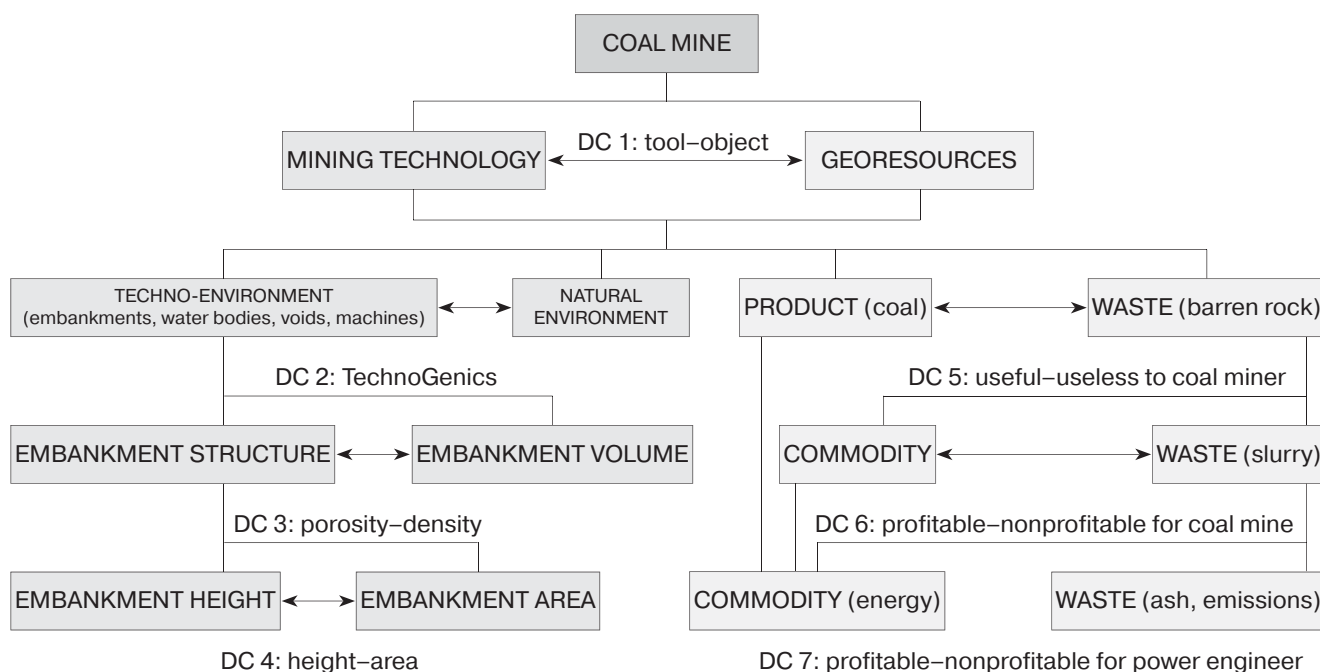 COAL MINE
MINING TECHNOLOGY
DC 1: tool–object
GEORESOURCES
TECHNO-ENVIRONMENT
(embankments, water bodies, voids, machines)
NATURAL
ENVIRONMENT
PRODUCT (coal)
WASTE (barren rock)
DC 2: TechnoGenics
DC 5: useful–useless to coal miner
EMBANKMENT STRUCTURE
EMBANKMENT VOLUME
COMMODITY
WASTE (slurry)
DC 3: porosity–density
DC 6: profitable–nonprofitable for coal mine
EMBANKMENT HEIGHT
EMBANKMENT AREA
COMMODITY (energy)
WASTE (ash, emissions)
DC 4: height–area
DC 7: profitable–nonprofitable for power engineer